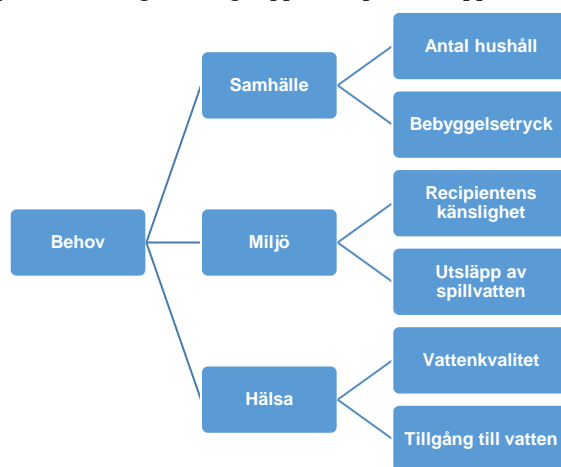 Samhälle
Antal hushåll
Bebyggelsetryck
Behov
Miljö
Recipientens
känslighet
Utsläpp av
spillvatten
Hälsa
Vattenkvalitet
Tillgång till vatten